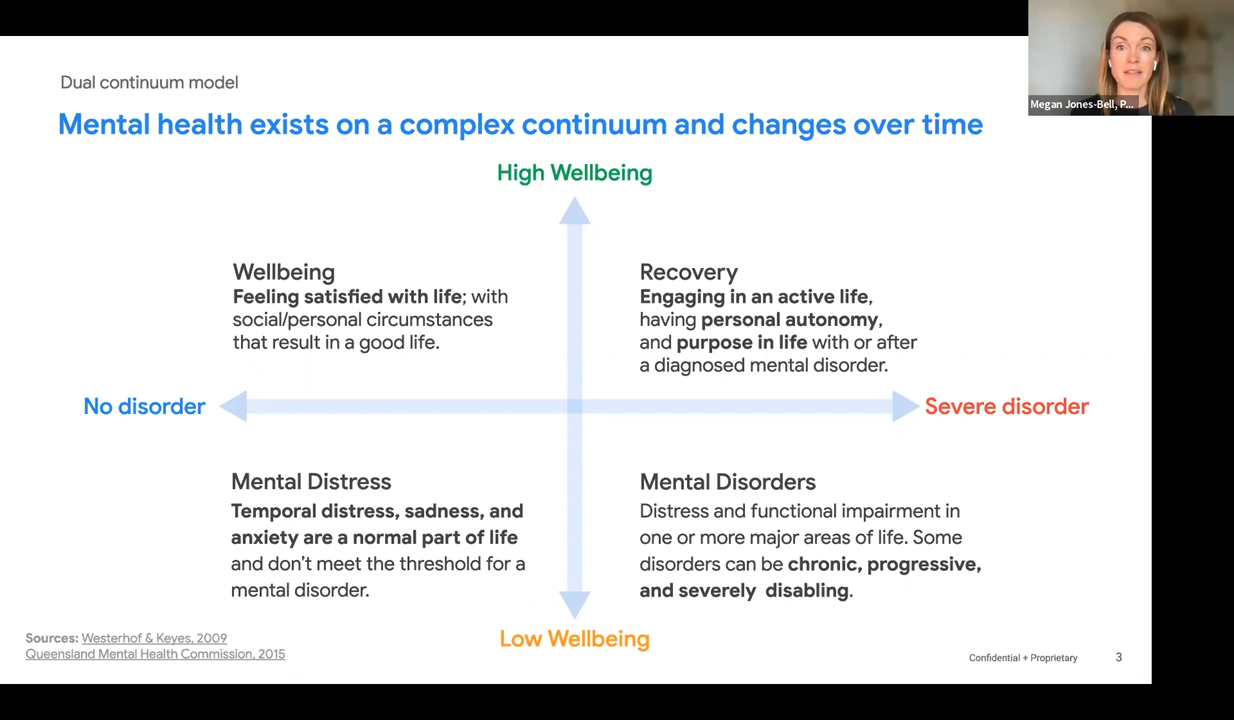 Megan Jones-Bell, P...
Dual continuum model
Mental health exists on a complex continuum and changes over time
High Wellbeing
Wellbeing
Feeling satisfied with life; with
social/personal circumstances
that result in a good life.
Recovery
Engaging in an active life,
having personal autonomy,
and purpose in life with or after
a diagnosed mental disorder.
No disorder
Severe disorder
Mental Distress
Temporal distress, sadness, and
anxiety are a normal part of life
and don't meet the threshold for a
mental disorder.
Mental Disorders
Distress and functional impairment in
one or more major areas of life. Some
disorders can be chronic, progressive,
and severely disabling.
Low Wellbeing
Sources: Westerhof & Keyes, 2009
Queensland Mental Health Commission, 2015
Confidential + Proprietary
3